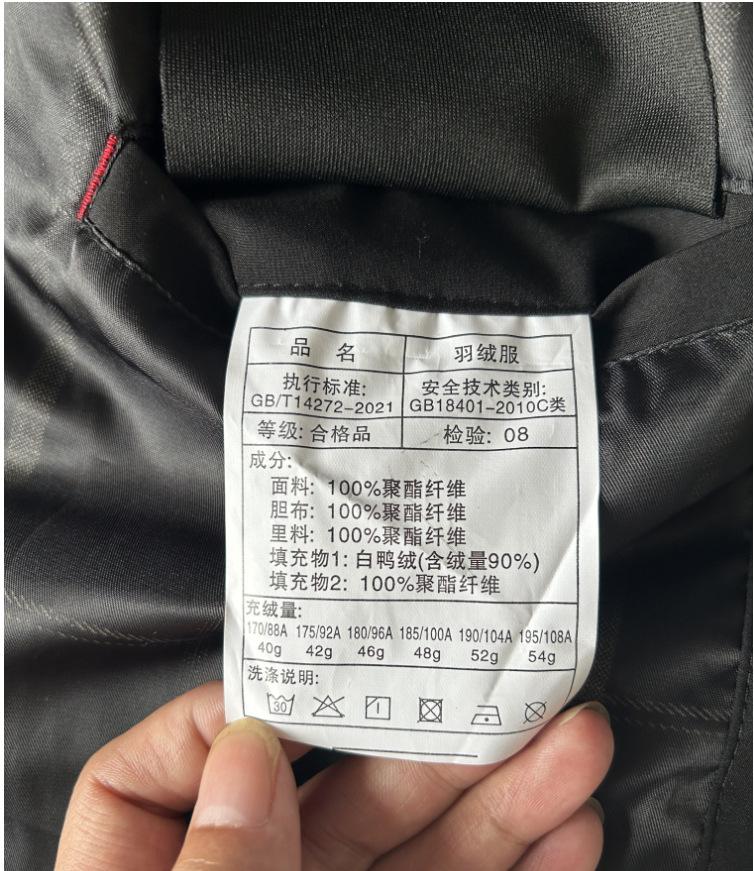 品 名 羽绒服
执行标准: 安全技术类别:
GB/T14272-2021 GB18401-2010C类
等级: 合格品 检验: 08
成分:
面料: 100%聚酯纤维
胆布: 100%聚酯纤维
里料: 100%聚酯纤维
填充物1: 白鸭绒(含绒量90%)
填充物2: 100%聚酯纤维
充绒量:
170/88A 175/92A 180/96A 185/100A 190/104A 195/108A
40g 42g 46g 48g 52g 54g
洗涤说明:
30